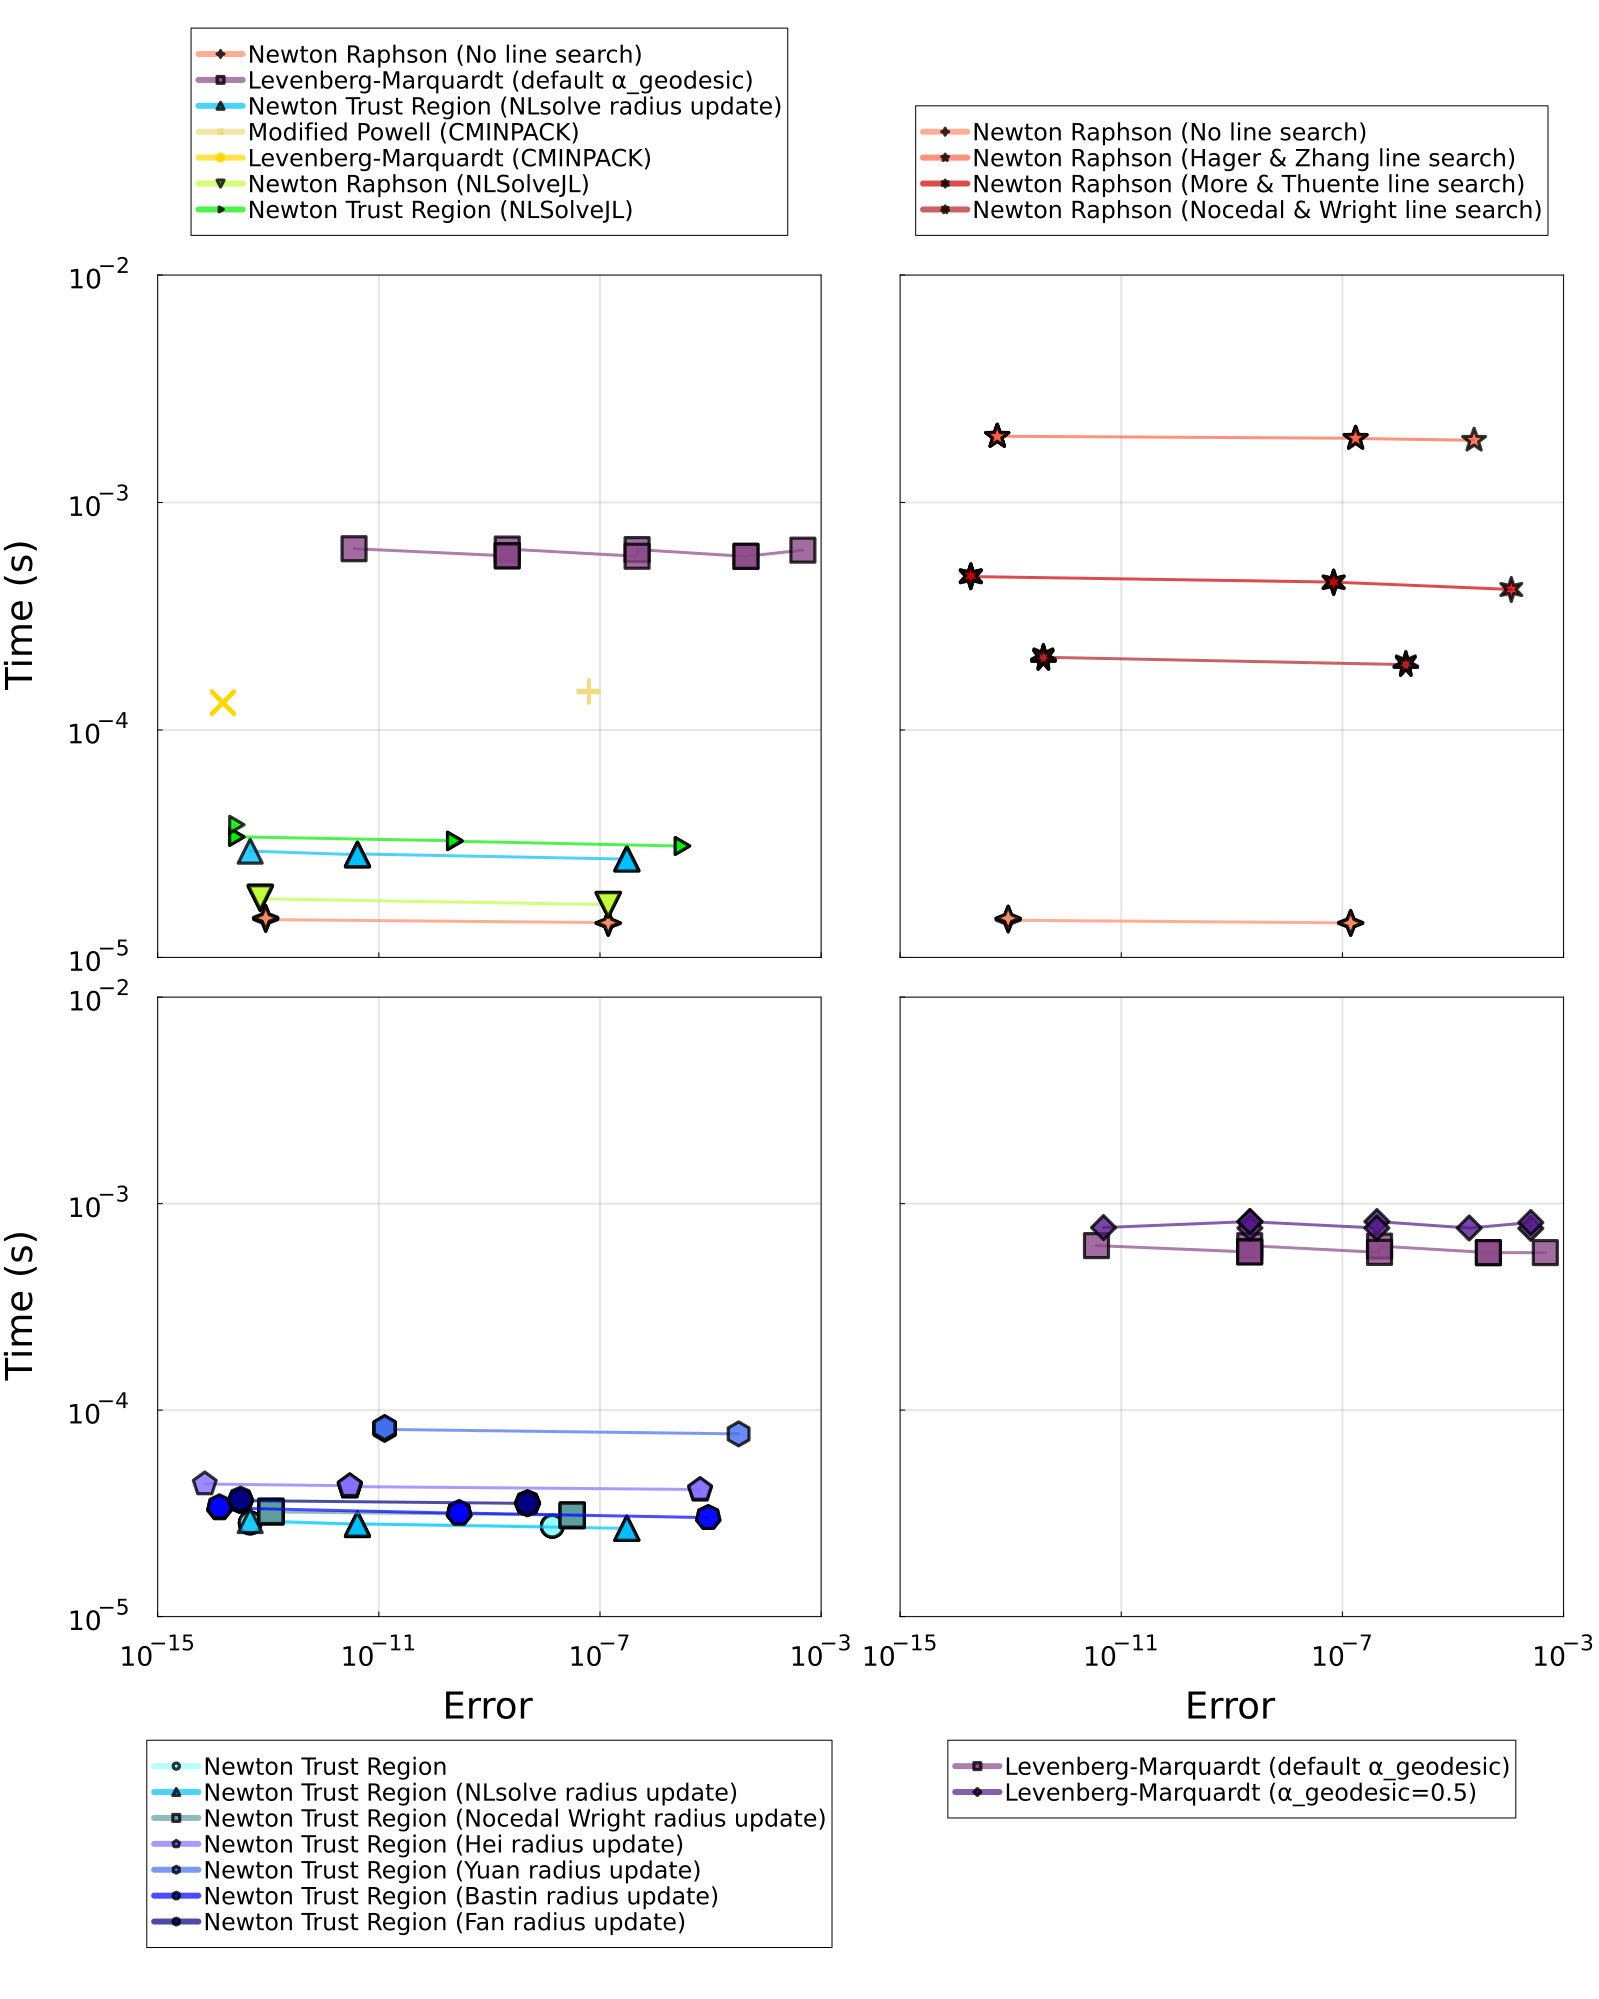 Newton Raphson (No line search)
Levenberg-Marquardt (default α_geodesic)
Newton Trust Region (NLsolve radius update)
Modified Powell (CMINPACK)
Levenberg-Marquardt (CMINPACK)
Newton Raphson (NLSolveJL)
Newton Trust Region (NLSolveJL)
Newton Raphson (No line search)
Newton Raphson (Hager & Zhang line search)
Newton Raphson (More & Thuente line search)
Newton Raphson (Nocedal & Wright line search)
10⁻²
10⁻³
10⁻⁴
10⁻⁵
Time (s)
10⁻²
10⁻³
10⁻⁴
10⁻⁵
Time (s)
10⁻¹⁵ 10⁻¹¹ 10⁻⁷ 10⁻³
Error
10⁻¹⁵ 10⁻¹¹ 10⁻⁷ 10⁻³
Error
Newton Trust Region
Newton Trust Region (NLsolve radius update)
Newton Trust Region (Nocedal Wright radius update)
Newton Trust Region (Hei radius update)
Newton Trust Region (Yuan radius update)
Newton Trust Region (Bastin radius update)
Newton Trust Region (Fan radius update)
Levenberg-Marquardt (default α_geodesic)
Levenberg-Marquardt (α_geodesic=0.5)